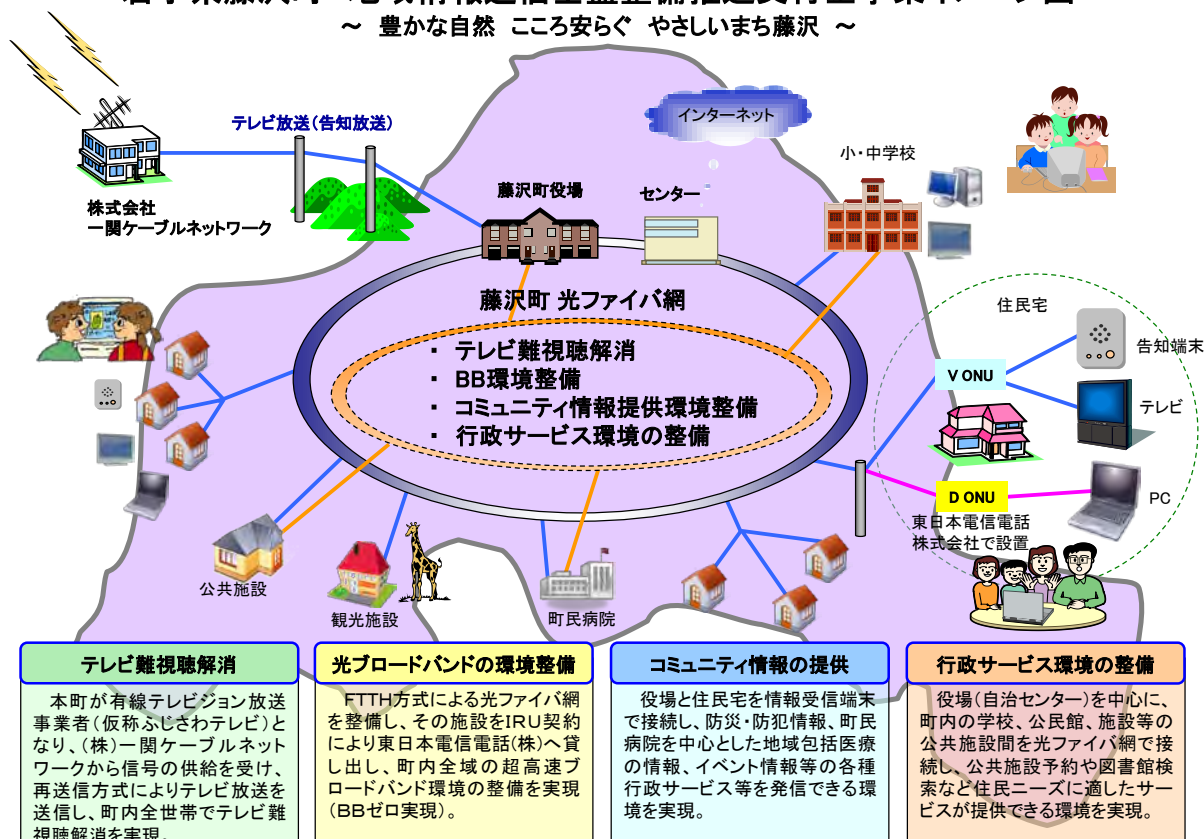 ～ 豊かな自然 こころ安らぐ やさしいまち藤沢 ～
インターネット
テレビ放送(告知放送)
小・中学校
藤沢町役場
センター
株式会社
一関ケーブルネットワーク
藤沢町 光ファイバ網
・ テレビ難視聴解消
・ BB環境整備
・ コミュニティ情報提供環境整備
・ 行政サービス環境の整備
住民宅
告知端末
V ONU
テレビ
D ONU
PC
東日本電信電話
株式会社で設置
公共施設
観光施設
町民病院
テレビ難視聴解消
本町が有線テレビジョン放送
事業者(仮称ふじさわテレビ)と
なり、(株)一関ケーブルネット
ワークから信号の供給を受け、
再送信方式によりテレビ放送を
送信し、町内全世帯でテレビ難
視聴解消を実現。
光ブロードバンドの環境整備
FTTH方式による光ファイバ網
を整備し、その施設をIRU契約
により東日本電信電話(株)へ貸
し出し、町内全域の超高速ブ
ロードバンド環境の整備を実現
(BBゼロ実現)。
コミュニティ情報の提供
役場と住民宅を情報受信端末
で接続し、防災・防犯情報、町民
病院を中心とした地域包括医療
の情報、イベント情報等の各種
行政サービス等を発信できる環
境を実現。
行政サービス環境の整備
役場(自治センター)を中心に、
町内の学校、公民館、施設等の
公共施設間を光ファイバ網で接
続し、公共施設予約や図書館検
索など住民ニーズに適したサー
ビスが提供できる環境を実現。